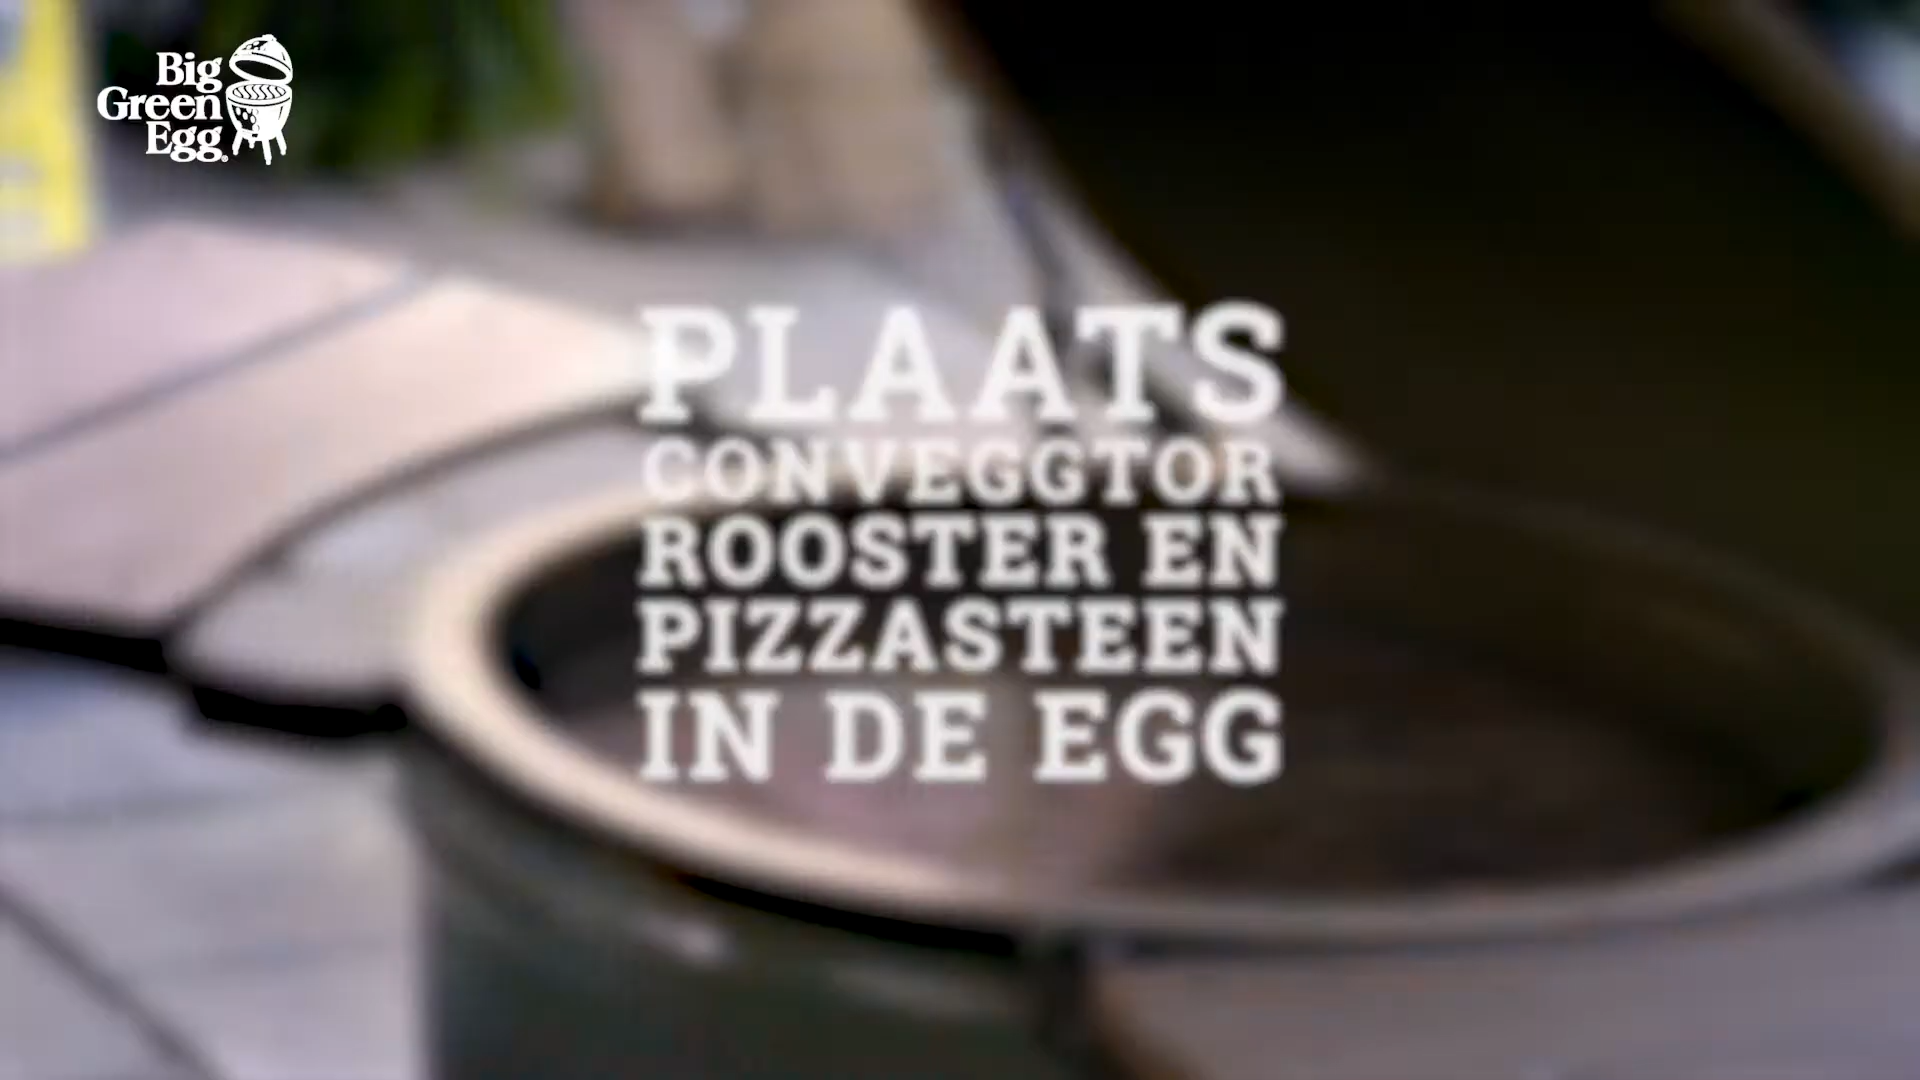 Big
Green
Egg
PLAATS
CONVEGGTOR
ROOSTER EN
PIZZASTEEN
IN DE EGG